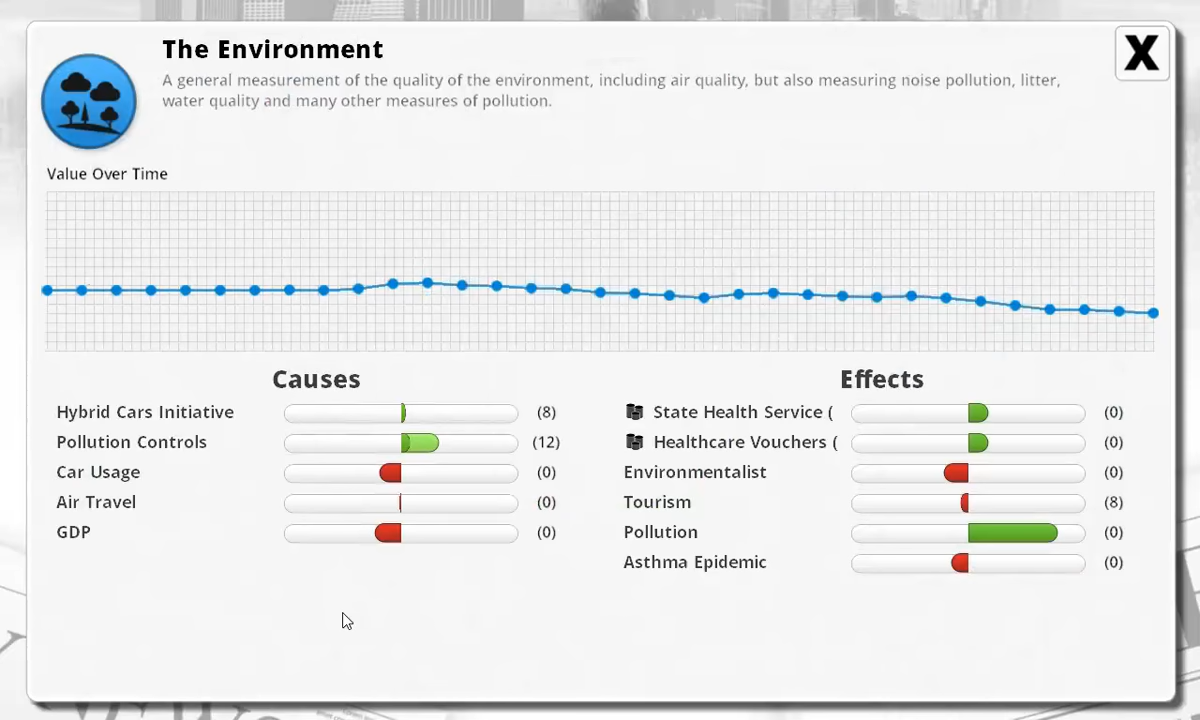 The Environment
X
A general measurement of the quality of the environment, including air quality, but also measuring noise pollution, litter,
water quality and many other measures of pollution.
Value Over Time
Causes
Hybrid Cars Initiative (8)
Pollution Controls (12)
Car Usage (0)
Air Travel (0)
GDP (0)
Effects
State Health Service ( (0)
Healthcare Vouchers ( (0)
Environmentalist (0)
Tourism (8)
Pollution (0)
Asthma Epidemic (0)